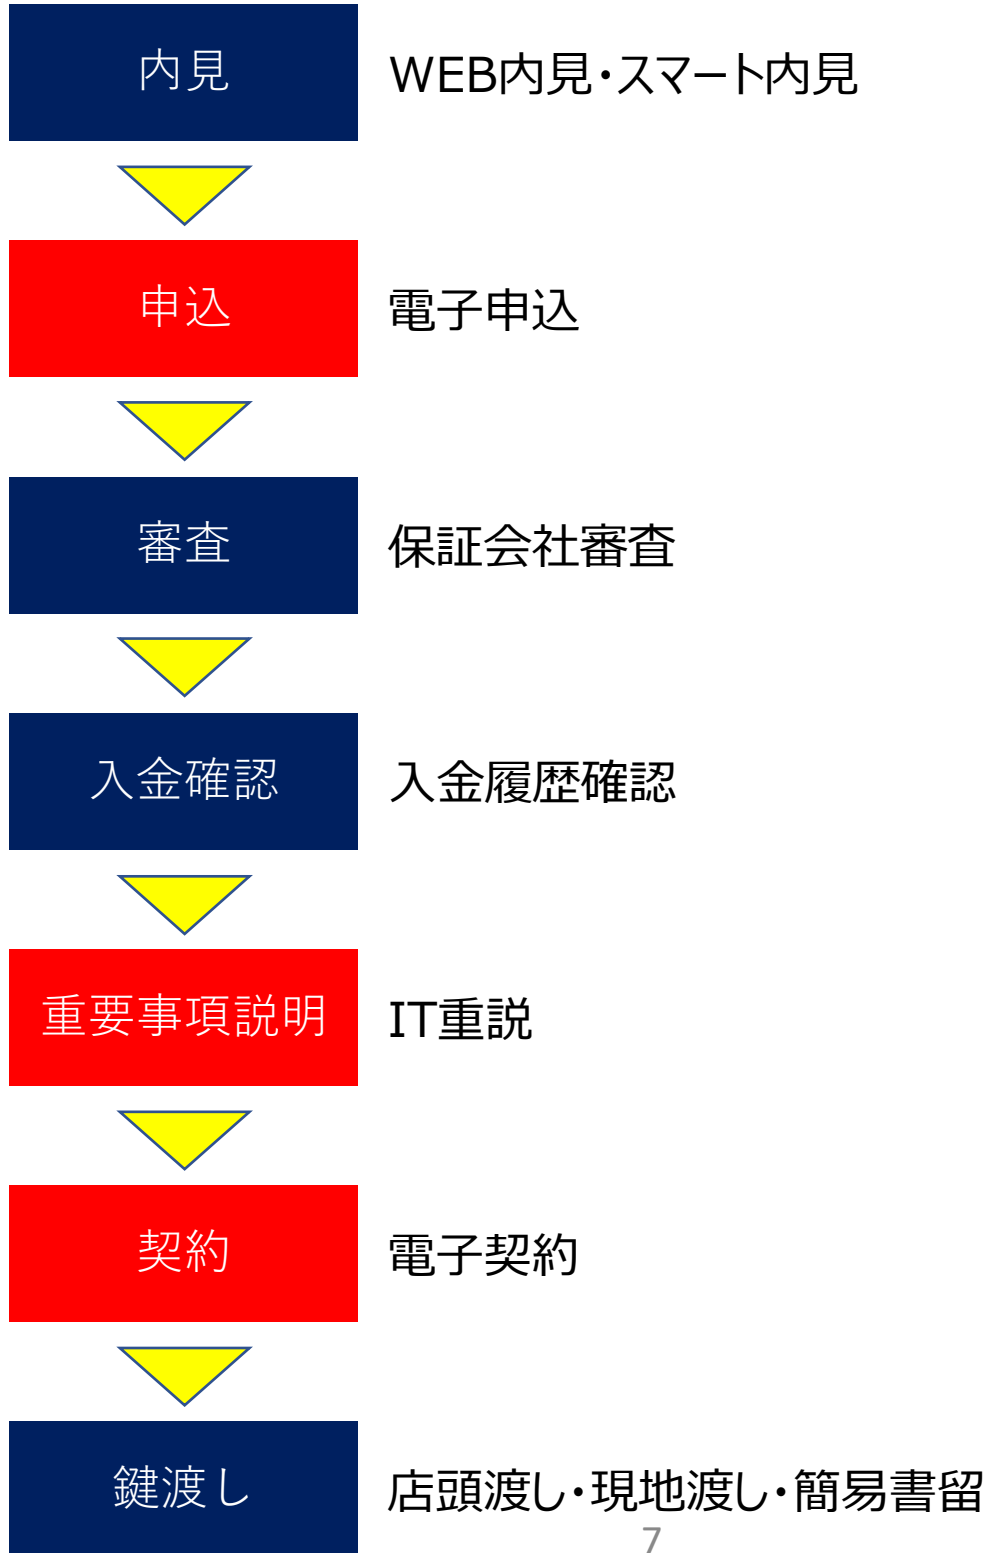 内見
WEB内見・スマート内見
申込
電子申込
審査
保証会社審査
入金確認
入金履歴確認
重要事項説明
IT重説
契約
電子契約
鍵渡し
店頭渡し・現地渡し・簡易書留
7